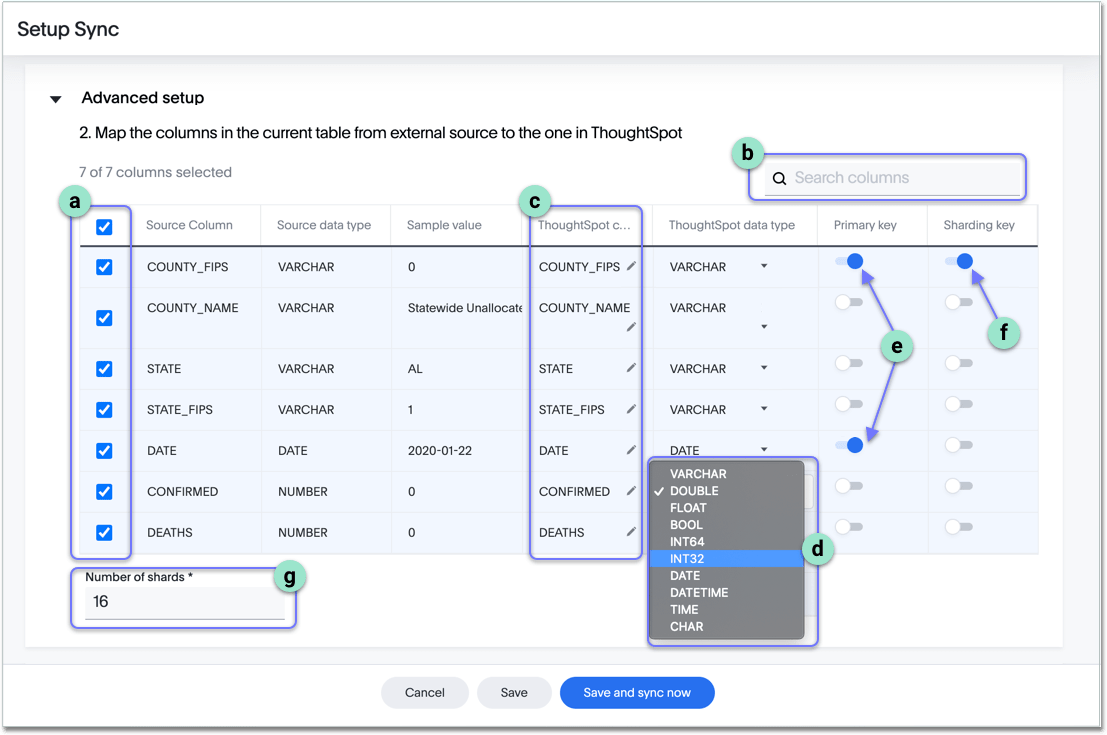 Setup Sync
Advanced setup
2. Map the columns in the current table from external source to the one in ThoughtSpot
7 of 7 columns selected
b
Search columns
a
c
Source Column Source data type Sample value ThoughtSpot c... ThoughtSpot data type Primary key Sharding key
COUNTY_FIPS VARCHAR 0 COUNTY_FIPS VARCHAR
COUNTY_NAME VARCHAR Statewide Unallocate COUNTY_NAME VARCHAR
e
f
STATE VARCHAR AL STATE VARCHAR
STATE_FIPS VARCHAR 1 STATE_FIPS VARCHAR
DATE DATE 2020-01-22 DATE DATE
CONFIRMED NUMBER 0 CONFIRMED
DEATHS NUMBER 0 DEATHS
VARCHAR
DOUBLE
FLOAT
BOOL
INT64
INT32
DATE
DATETIME
TIME
CHAR
d
Number of shards *
g
16
Cancel Save Save and sync now